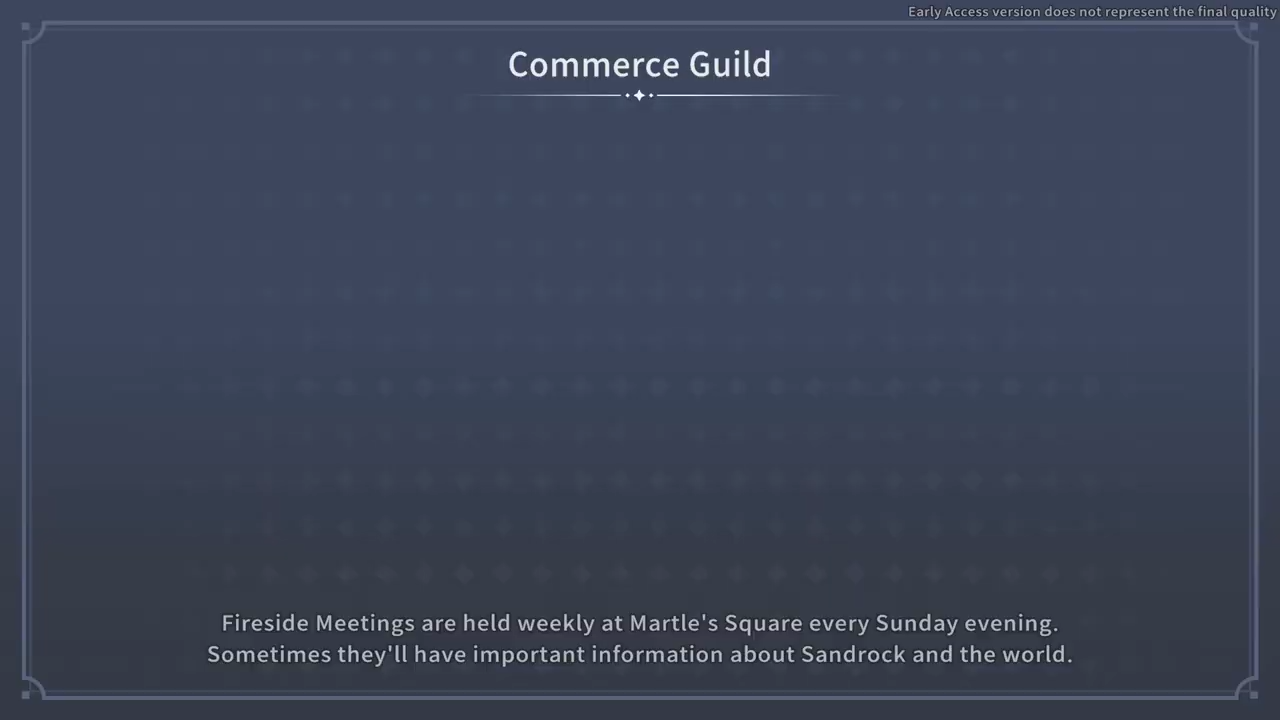 Early Access version does not represent the final quality
Commerce Guild
Fireside Meetings are held weekly at Martle's Square every Sunday evening.
Sometimes they'll have important information about Sandrock and the world.